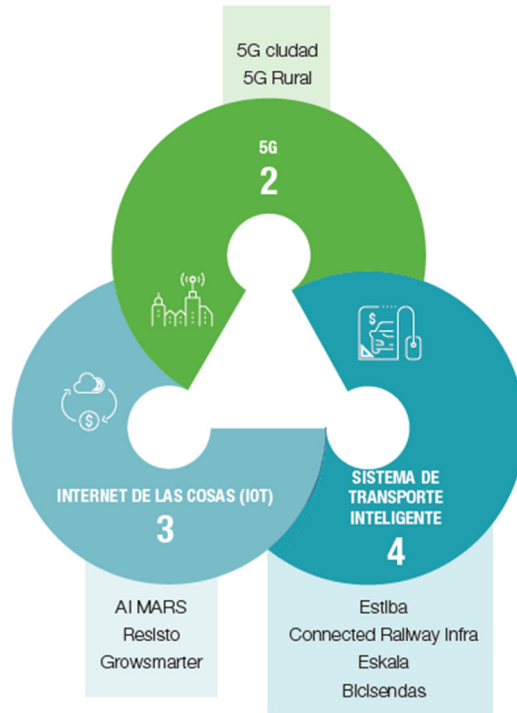 5G ciudad
5G Rural
5G
2
INTERNET DE LAS COSAS (IOT)
3
SISTEMA DE
TRANSPORTE
INTELIGENTE
4
AI MARS
Resisto
Growsmarter
Estiba
Connected Railway Infra
Eskala
Bicisendas